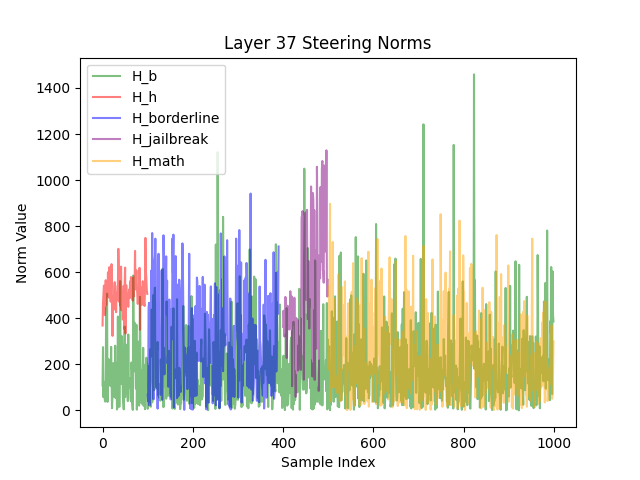 Layer 37 Steering Norms
H_b
H_h
H_borderline
H_jailbreak
H_math
Norm Value
1400
1200
1000
800
600
400
200
0
0 200 400 600 800 1000
Sample Index